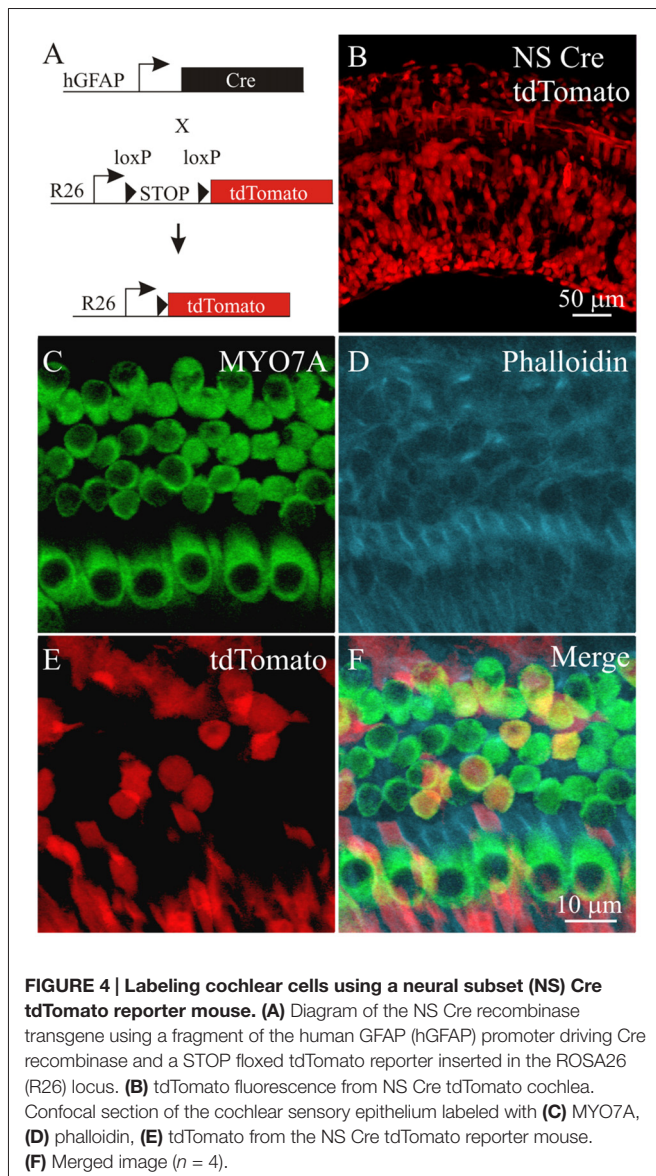 A
hGFAP
Cre
X
loxP loxP
R26
STOP
tdTomato
R26
tdTomato
B
NS Cre
tdTomato
50 µm
C
MYO7A
D
Phalloidin
E
tdTomato
F
Merge
10 µm
FIGURE 4 | Labeling cochlear cells using a neural subset (NS) Cre
tdTomato reporter mouse. (A) Diagram of the NS Cre recombinase
transgene using a fragment of the human GFAP (hGFAP) promoter driving Cre
recombinase and a STOP floxed tdTomato reporter inserted in the ROSA26
(R26) locus. (B) tdTomato fluorescence from NS Cre tdTomato cochlea.
Confocal section of the cochlear sensory epithelium labeled with (C) MYO7A,
(D) phalloidin, (E) tdTomato from the NS Cre tdTomato reporter mouse.
(F) Merged image (n = 4).